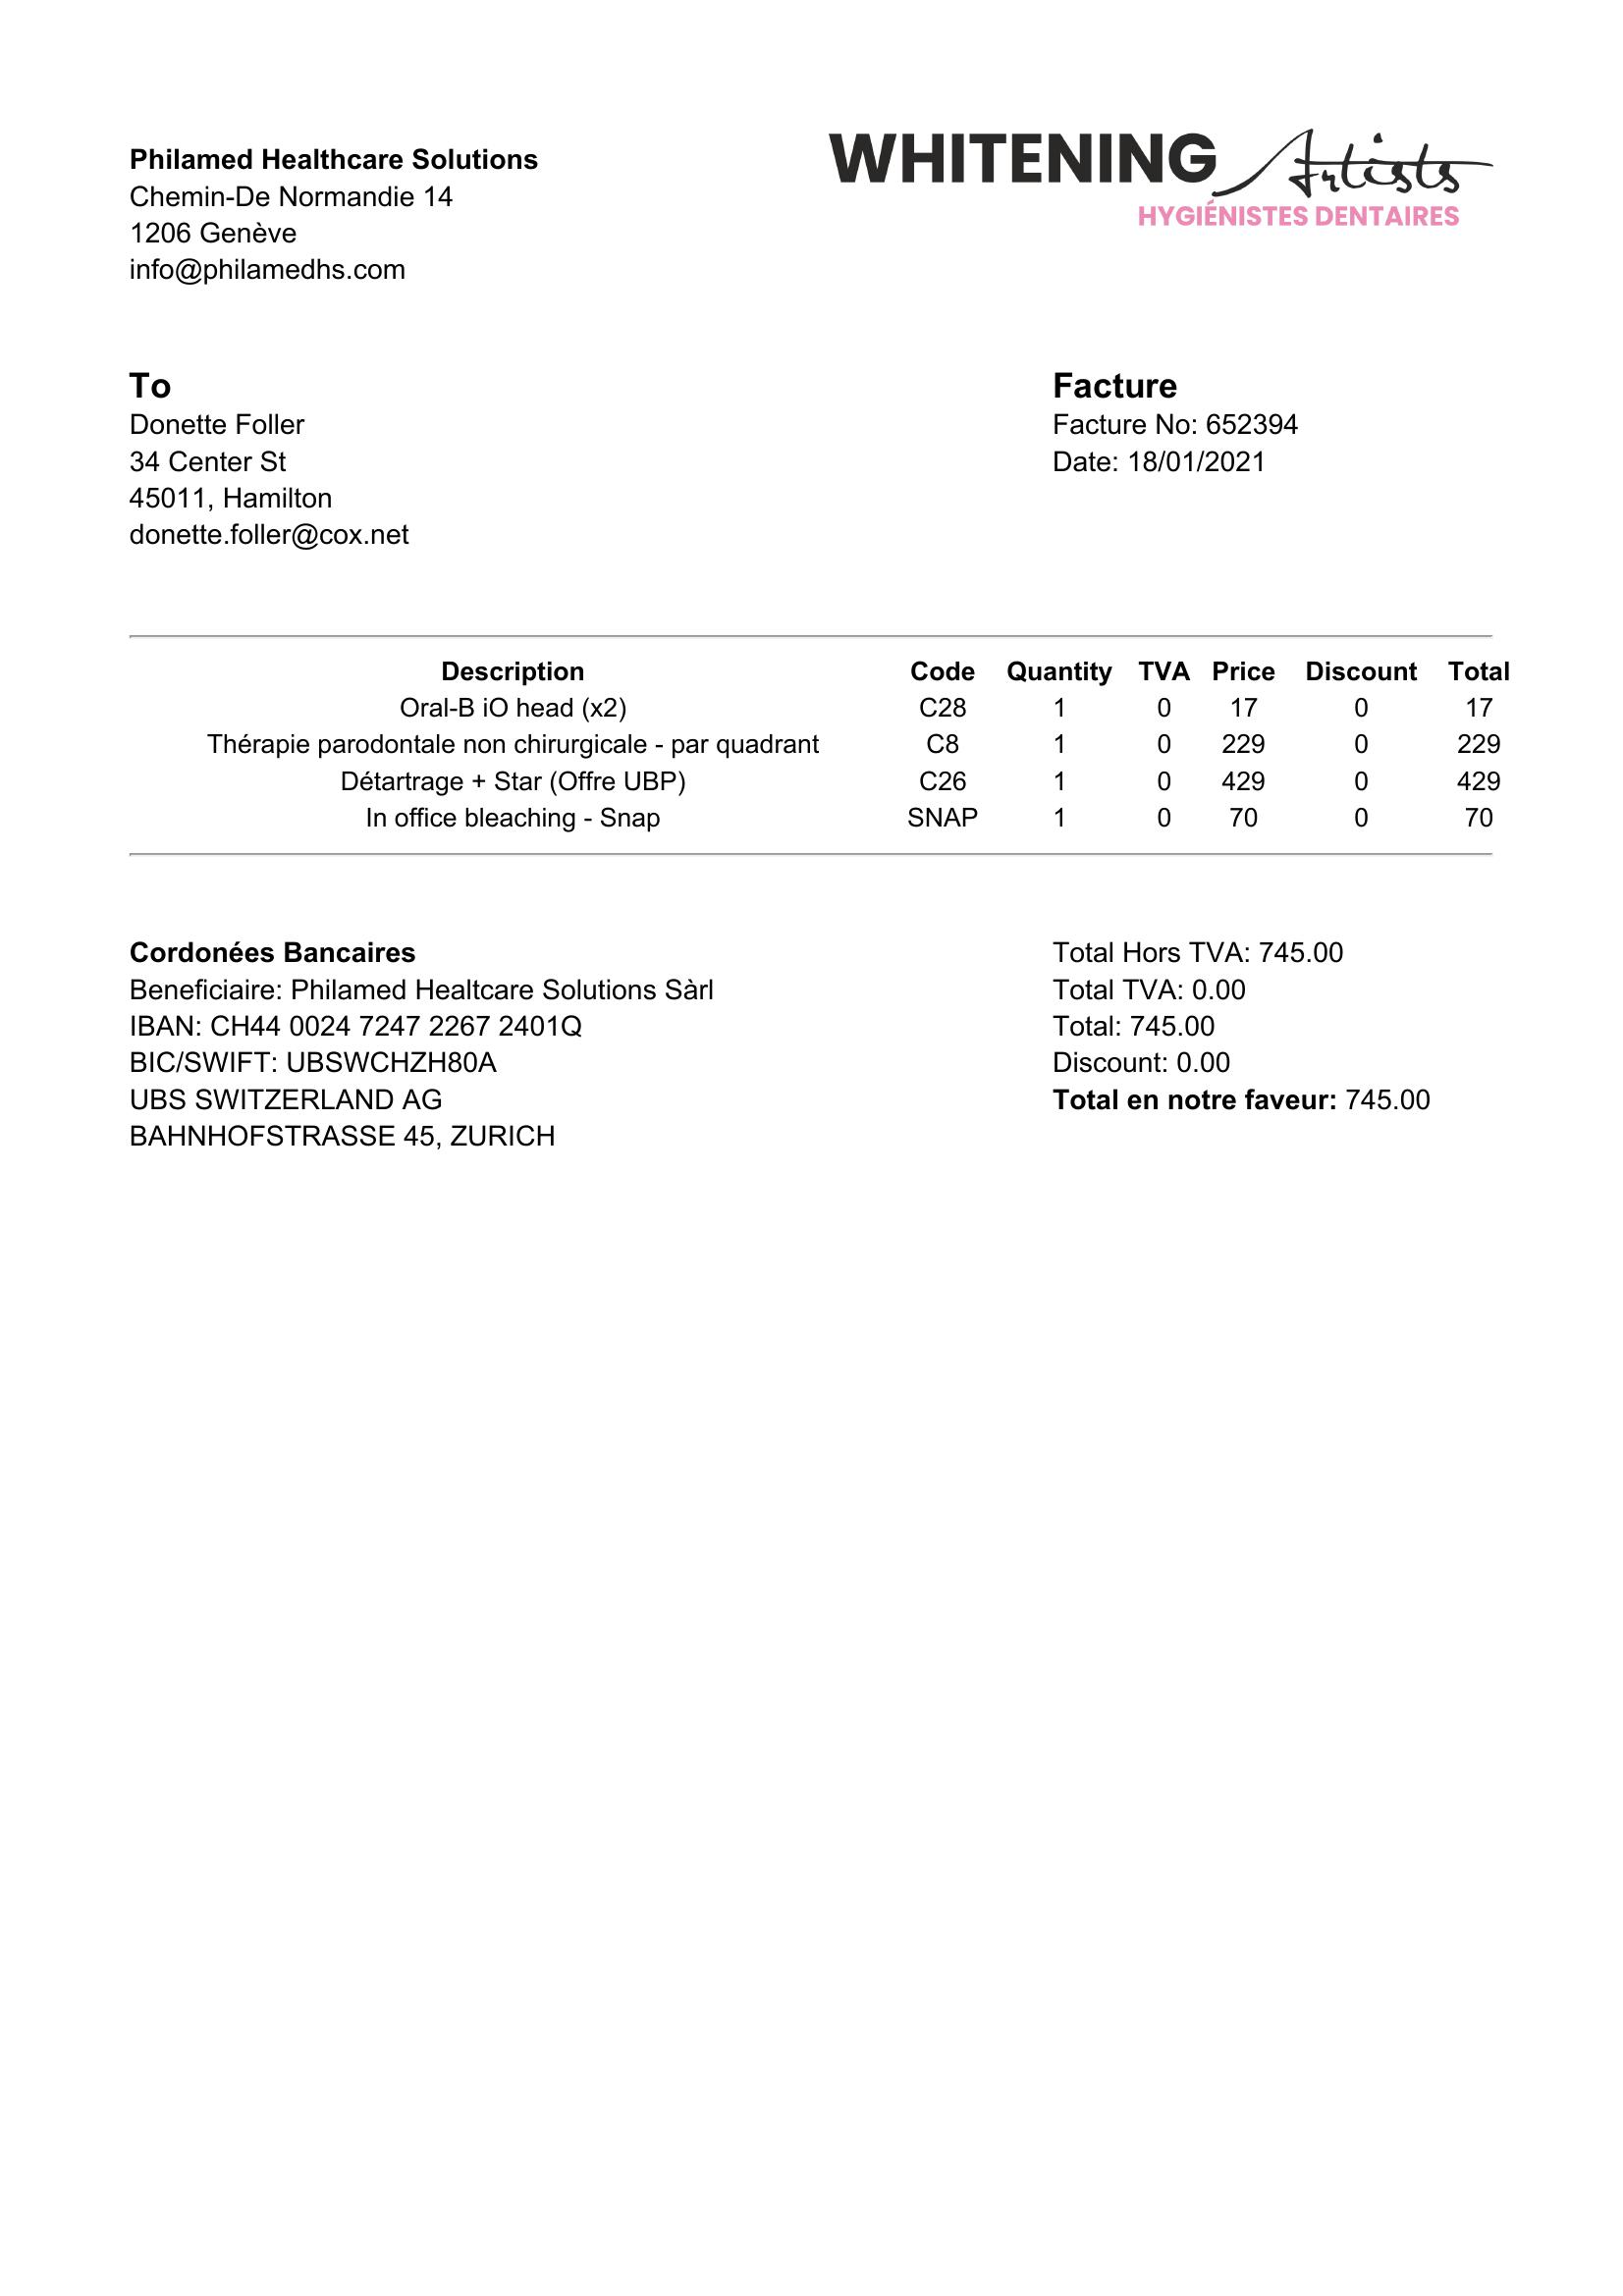 Philamed Healthcare Solutions
Chemin-De Normandie 14
1206 Genève
info@philamedhs.com
WHITENING Artists
HYGIÉNISTES DENTAIRES
To
Donette Foller
34 Center St
45011, Hamilton
donette.foller@cox.net
Facture
Facture No: 652394
Date: 18/01/2021
Description Code Quantity TVA Price Discount Total
Oral-B iO head (x2) C28 1 0 17 0 17
Thérapie parodontale non chirurgicale - par quadrant C8 1 0 229 0 229
Détartrage + Star (Offre UBP) C26 1 0 429 0 429
In office bleaching - Snap SNAP 1 0 70 0 70
Cordonées Bancaires
Beneficiaire: Philamed Healtcare Solutions Sàrl
IBAN: CH44 0024 7247 2267 2401Q
BIC/SWIFT: UBSWCHZH80A
UBS SWITZERLAND AG
BAHNHOFSTRASSE 45, ZURICH
Total Hors TVA: 745.00
Total TVA: 0.00
Total: 745.00
Discount: 0.00
Total en notre faveur: 745.00